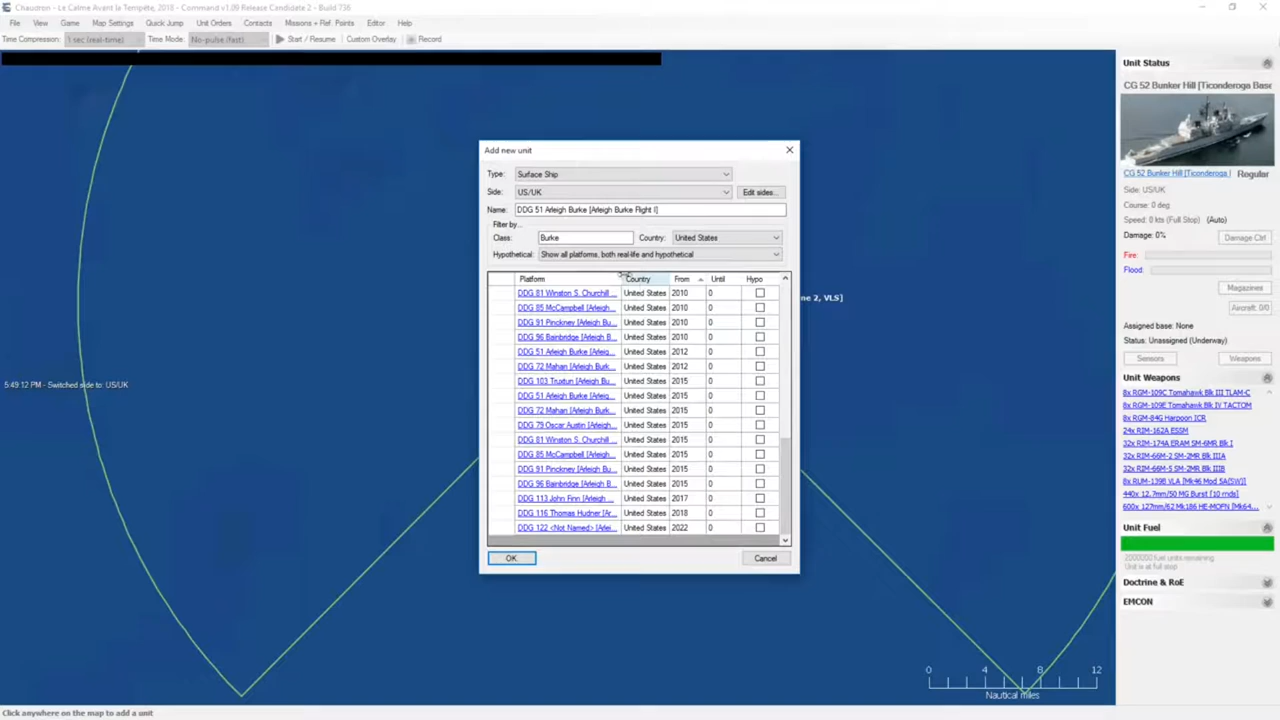 Chaudron - Le Calme Avant la Tempête, 2018 - Command v1.09 Release Candidate 2 - Build 736
File View Game Map Settings Quick Jump Unit Orders Contacts Missions + Ref. Points Editor Help
Time Compression: 1 sec (real-time) Time Mode: No-pulse (fast) Start / Resume Custom Overlay Record
Add new unit
Type: Surface Ship
Side: US/UK Edit sides...
Name: DDG 51 Arleigh Burke [Arleigh Burke Flight I]
Filter by...
Class: Burke Country: United States
Hypothetical: Show all platforms, both real-life and hypothetical
Platform Country From Until Hypo
DDG 81 Winston S. Churchill ... United States 2010 0
DDG 85 McCampbell [Arleigh... United States 2010 0
DDG 91 Pinckney [Arleigh Bu... United States 2010 0
DDG 96 Bainbridge [Arleigh B... United States 2010 0
DDG 51 Arleigh Burke [Arleig... United States 2012 0
DDG 72 Mahan [Arleigh Burk... United States 2012 0
DDG 103 Truxtun [Arleigh Bu... United States 2015 0
DDG 51 Arleigh Burke [Arleig... United States 2015 0
DDG 72 Mahan [Arleigh Burk... United States 2015 0
DDG 79 Oscar Austin [Arleigh... United States 2015 0
DDG 81 Winston S. Churchill ... United States 2015 0
DDG 85 McCampbell [Arleigh... United States 2015 0
DDG 91 Pinckney [Arleigh Bu... United States 2015 0
DDG 96 Bainbridge [Arleigh B... United States 2015 0
DDG 113 John Finn [Arleigh ... United States 2017 0
DDG 116 Thomas Hudner [Ar... United States 2018 0
DDG 122 <Not Named> [Arlei... United States 2022 0
OK Cancel
ne 2, VLS]
5:49:12 PM - Switched side to: US/UK
0 4 8 12
Nautical miles
Click anywhere on the map to add a unit
Unit Status
CG 52 Bunker Hill [Ticonderoga Base
CG 52 Bunker Hill [Ticonderoga Regular
Side: US/UK
Course: 0 deg
Speed: 0 kts (Full Stop) (Auto)
Damage: 0% Damage Ctrl
Fire:
Flood:
Magazines
Aircraft: 0/0
Assigned base: None
Status: Unassigned (Underway)
Sensors Weapons
Unit Weapons
8x RGM-109C Tomahawk Blk III TLAM-C
8x RGM-109E Tomahawk Blk IV TACTOM
8x RGM-84G Harpoon ICR
24x RIM-162A ESSM
32x RIM-174A ERAM SM-6MR Blk I
32x RIM-66M-2 SM-2MR Blk IIIA
32x RIM-66M-5 SM-2MR Blk IIIB
8x RUM-139B VLA [Mk46 Mod 5A(SW)]
440x 12.7mm/50 MG Burst [10 rnds]
600x 127mm/62 Mk186 HE-MOFN [Mk64...
Unit Fuel
2000000 fuel units remaining
Unit is at full stop
Doctrine & RoE
EMCON